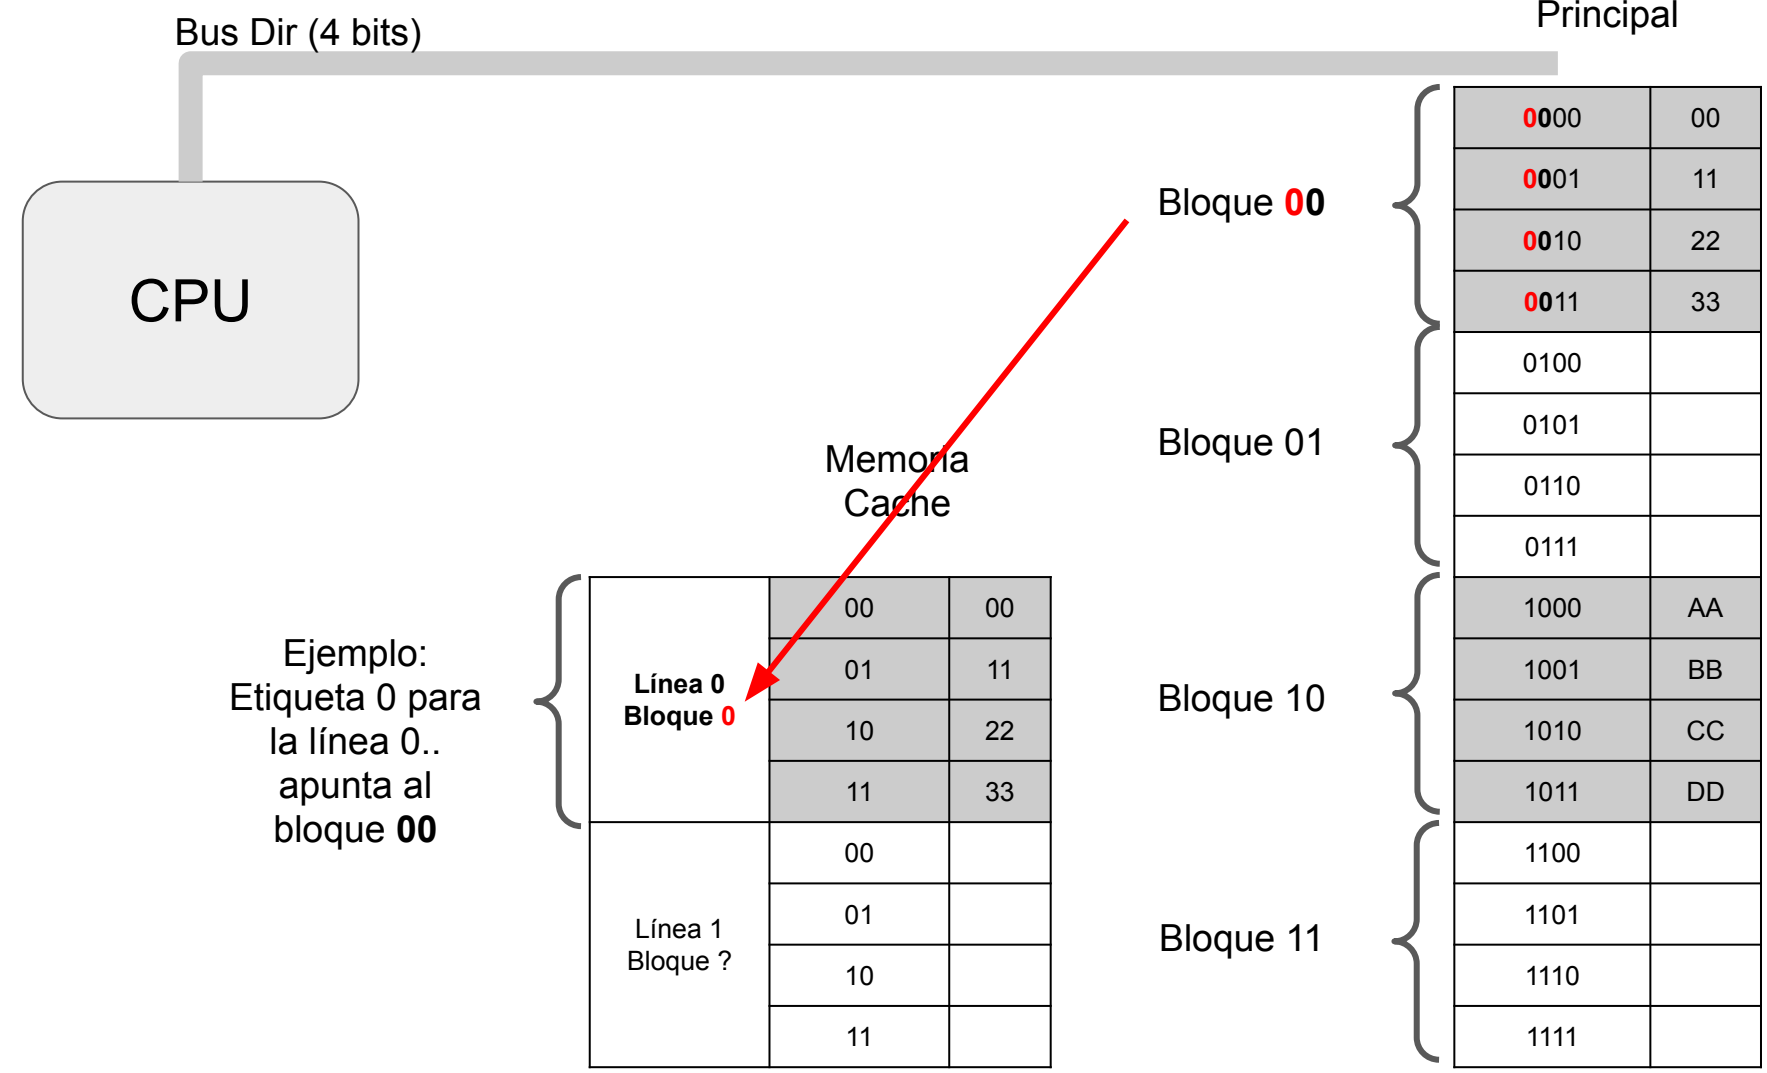 Principal
Bus Dir (4 bits)
CPU
Bloque 00
Bloque 01
Bloque 10
Bloque 11
0000 00
0001 11
0010 22
0011 33
0100
0101
0110
0111
1000 AA
1001 BB
1010 CC
1011 DD
1100
1101
1110
1111
Memoria
Cache
Ejemplo:
Etiqueta 0 para
la línea 0..
apunta al
bloque 00
Línea 0
Bloque 0
00 00
01 11
10 22
11 33
Línea 1
Bloque ?
00
01
10
11